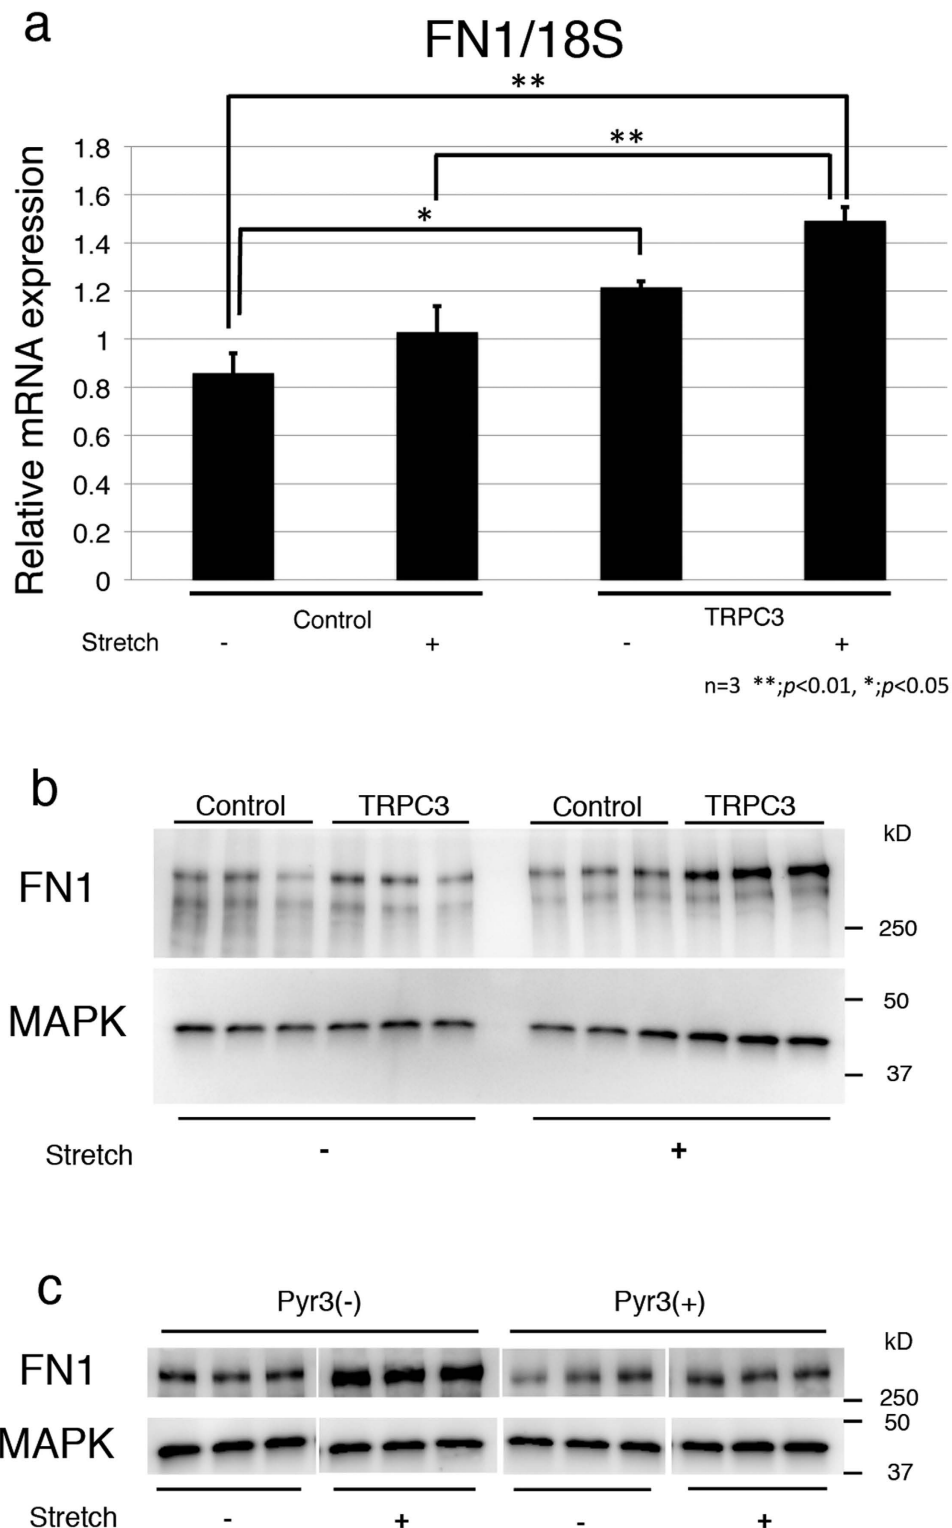 a
FN1/18S
**
**
*
Relative mRNA expression
1.8
1.6
1.4
1.2
1
0.8
0.6
0.4
0.2
0
Control TRPC3
Stretch - + - +
n=3 **;p<0.01, *;p<0.05
b
Control TRPC3 Control TRPC3
kD
FN1
250
MAPK
50
37
Stretch - +
c
Pyr3(-) Pyr3(+)
kD
FN1
250
50
MAPK
37
Stretch - + - +